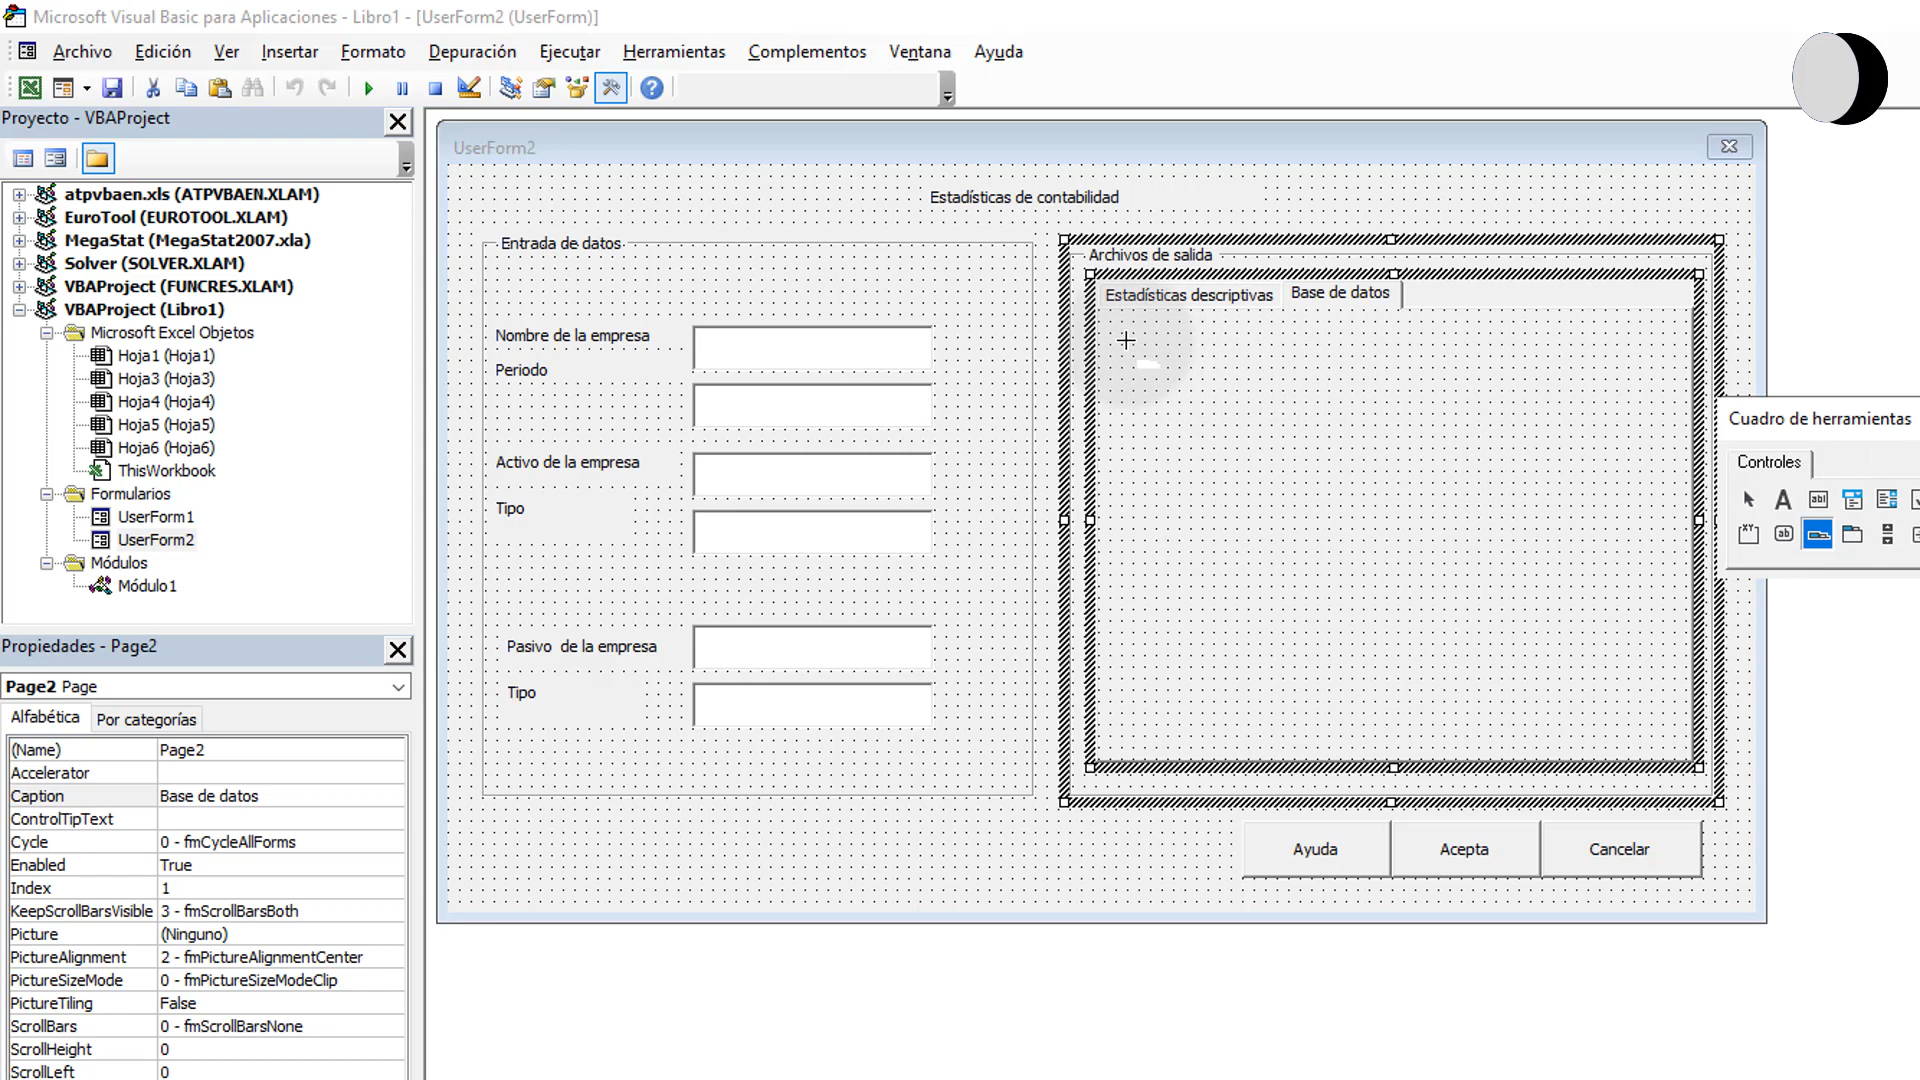 Microsoft Visual Basic para Aplicaciones - Libro1 - [UserForm2 (UserForm)]
Archivo Edición Ver Insertar Formato Depuración Ejecutar Herramientas Complementos Ventana Ayuda
Proyecto - VBAProject
atpvbaen.xls (ATPVBAEN.XLAM)
EuroTool (EUROTOOL.XLAM)
MegaStat (MegaStat2007.xla)
Solver (SOLVER.XLAM)
VBAProject (FUNCRES.XLAM)
VBAProject (Libro1)
Microsoft Excel Objetos
Hoja1 (Hoja1)
Hoja3 (Hoja3)
Hoja4 (Hoja4)
Hoja5 (Hoja5)
Hoja6 (Hoja6)
ThisWorkbook
Formularios
UserForm1
UserForm2
Módulos
Módulo1
Propiedades - Page2
Page2 Page
Alfabética Por categorías
(Name) Page2
Accelerator
Caption Base de datos
ControlTipText
Cycle 0 - fmCycleAllForms
Enabled True
Index 1
KeepScrollBarsVisible 3 - fmScrollBarsBoth
Picture (Ninguno)
PictureAlignment 2 - fmPictureAlignmentCenter
PictureSizeMode 0 - fmPictureSizeModeClip
PictureTiling False
ScrollBars 0 - fmScrollBarsNone
ScrollHeight 0
ScrollLeft 0
UserForm2
Estadísticas de contabilidad
Entrada de datos
Nombre de la empresa
Periodo
Activo de la empresa
Tipo
Pasivo de la empresa
Tipo
Archivos de salida
Estadísticas descriptivas Base de datos
Ayuda Acepta Cancelar
Cuadro de herramientas
Controles